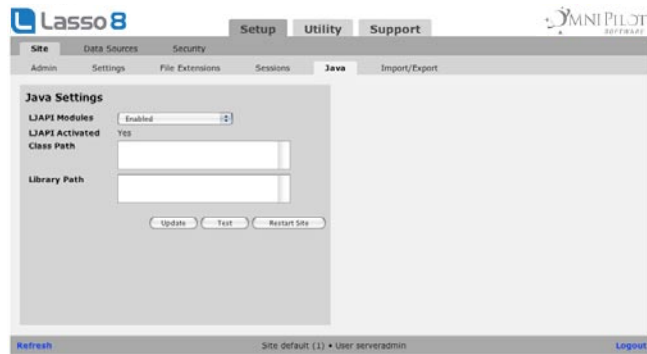 Lasso 8
Setup Utility Support
OMNIPILOT
SOFTWARE
Site Data Sources Security
Admin Settings File Extensions Sessions Java Import/Export
Java Settings
LJAPI Modules Enabled
LJAPI Activated Yes
Class Path
Library Path
Update Test Restart Site
Refresh Site default (1) • User serveradmin Logout